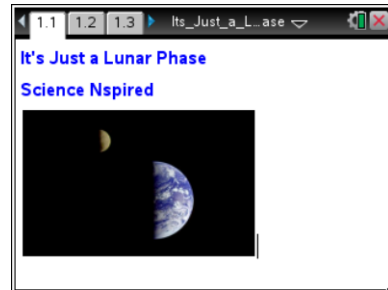 1.1 1.2 1.3 Its_Just_a_L...ase
It's Just a Lunar Phase
Science Nspired